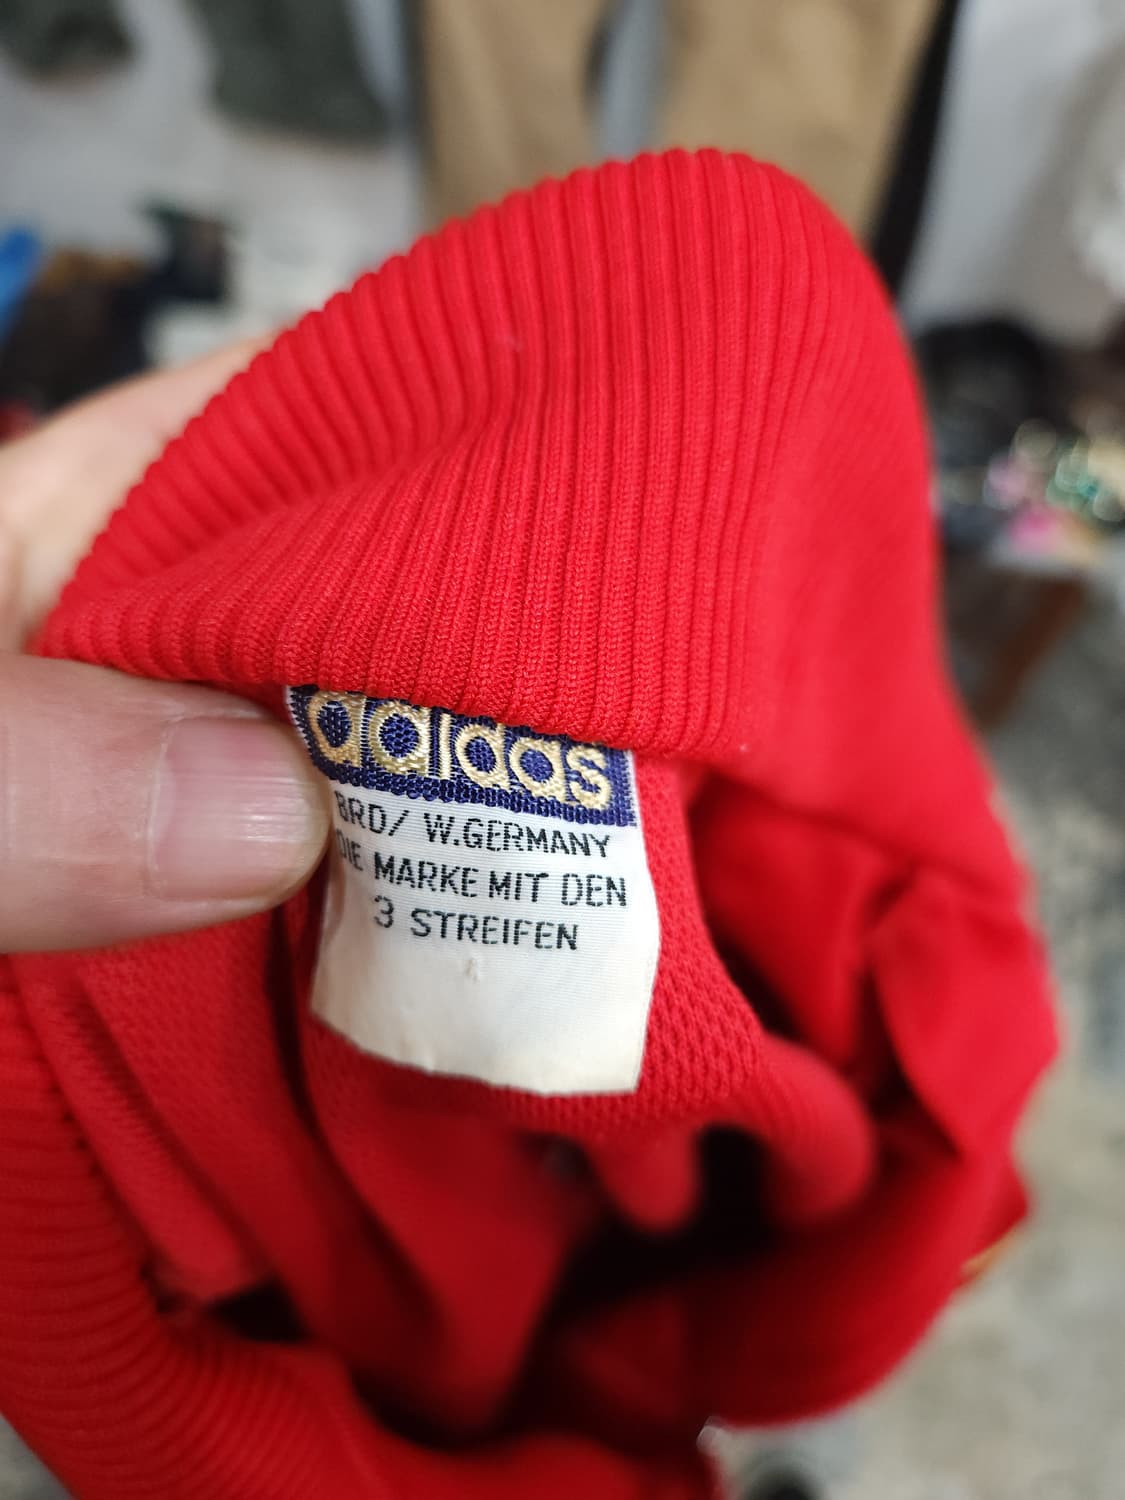 adidas
BRD/ W.GERMANY
DIE MARKE MIT DEN
3 STREIFEN